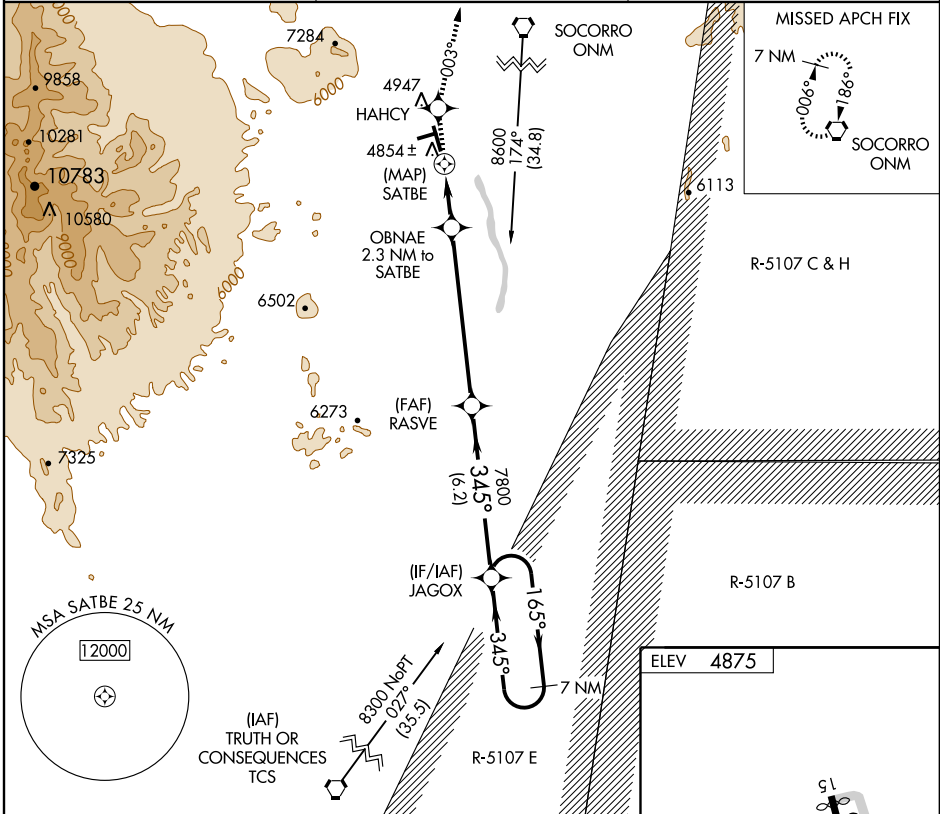 7284
6000
003°
SOCORRO
ONM
MISSED APCH FIX
7 NM
006°
186°
SOCORRO
ONM
9858
4947
HAHCY
10281
4854 ±
(MAP)
SATBE
8600
174°
(34.8)
10783
10580
6113
6000
OBNAE
2.3 NM to
SATBE
R-5107 C & H
6000
6502
(FAF)
RASVE
6273
7325
7800
345°
(6.2)
(IF/IAF)
JAGOX
165°
345°
7 NM
R-5107 B
MSA SATBE 25 NM
12000
ELEV 4875
8300 NoPT
027°
(35.5)
(IAF)
TRUTH OR
CONSEQUENCES
TCS
R-5107 E
15